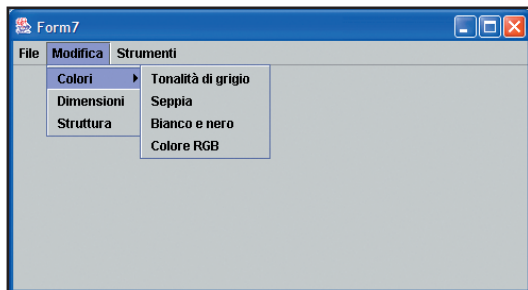 Form7
File Modifica Strumenti
Colori Tonalità di grigio
Dimensioni Seppia
Struttura Bianco e nero
Colore RGB